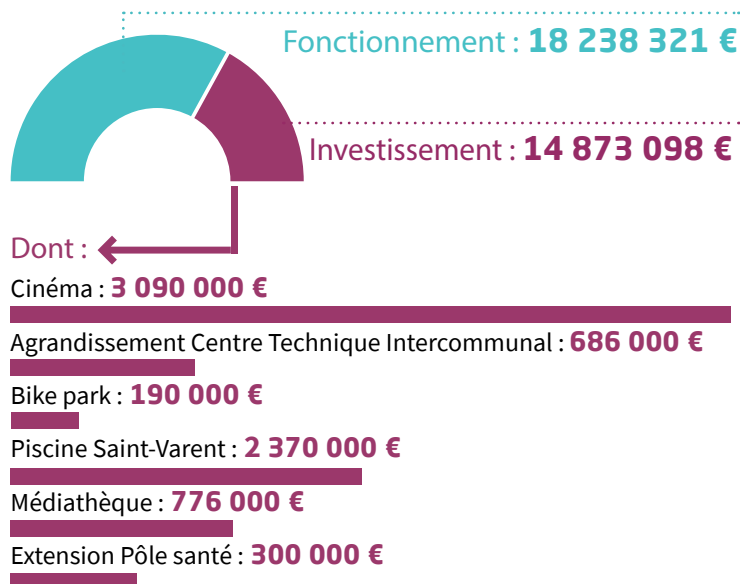 Fonctionnement : 18 238 321 €
Investissement : 14 873 098 €
Dont :
Cinéma : 3 090 000 €
Agrandissement Centre Technique Intercommunal : 686 000 €
Bike park : 190 000 €
Piscine Saint-Varent : 2 370 000 €
Médiathèque : 776 000 €
Extension Pôle santé : 300 000 €